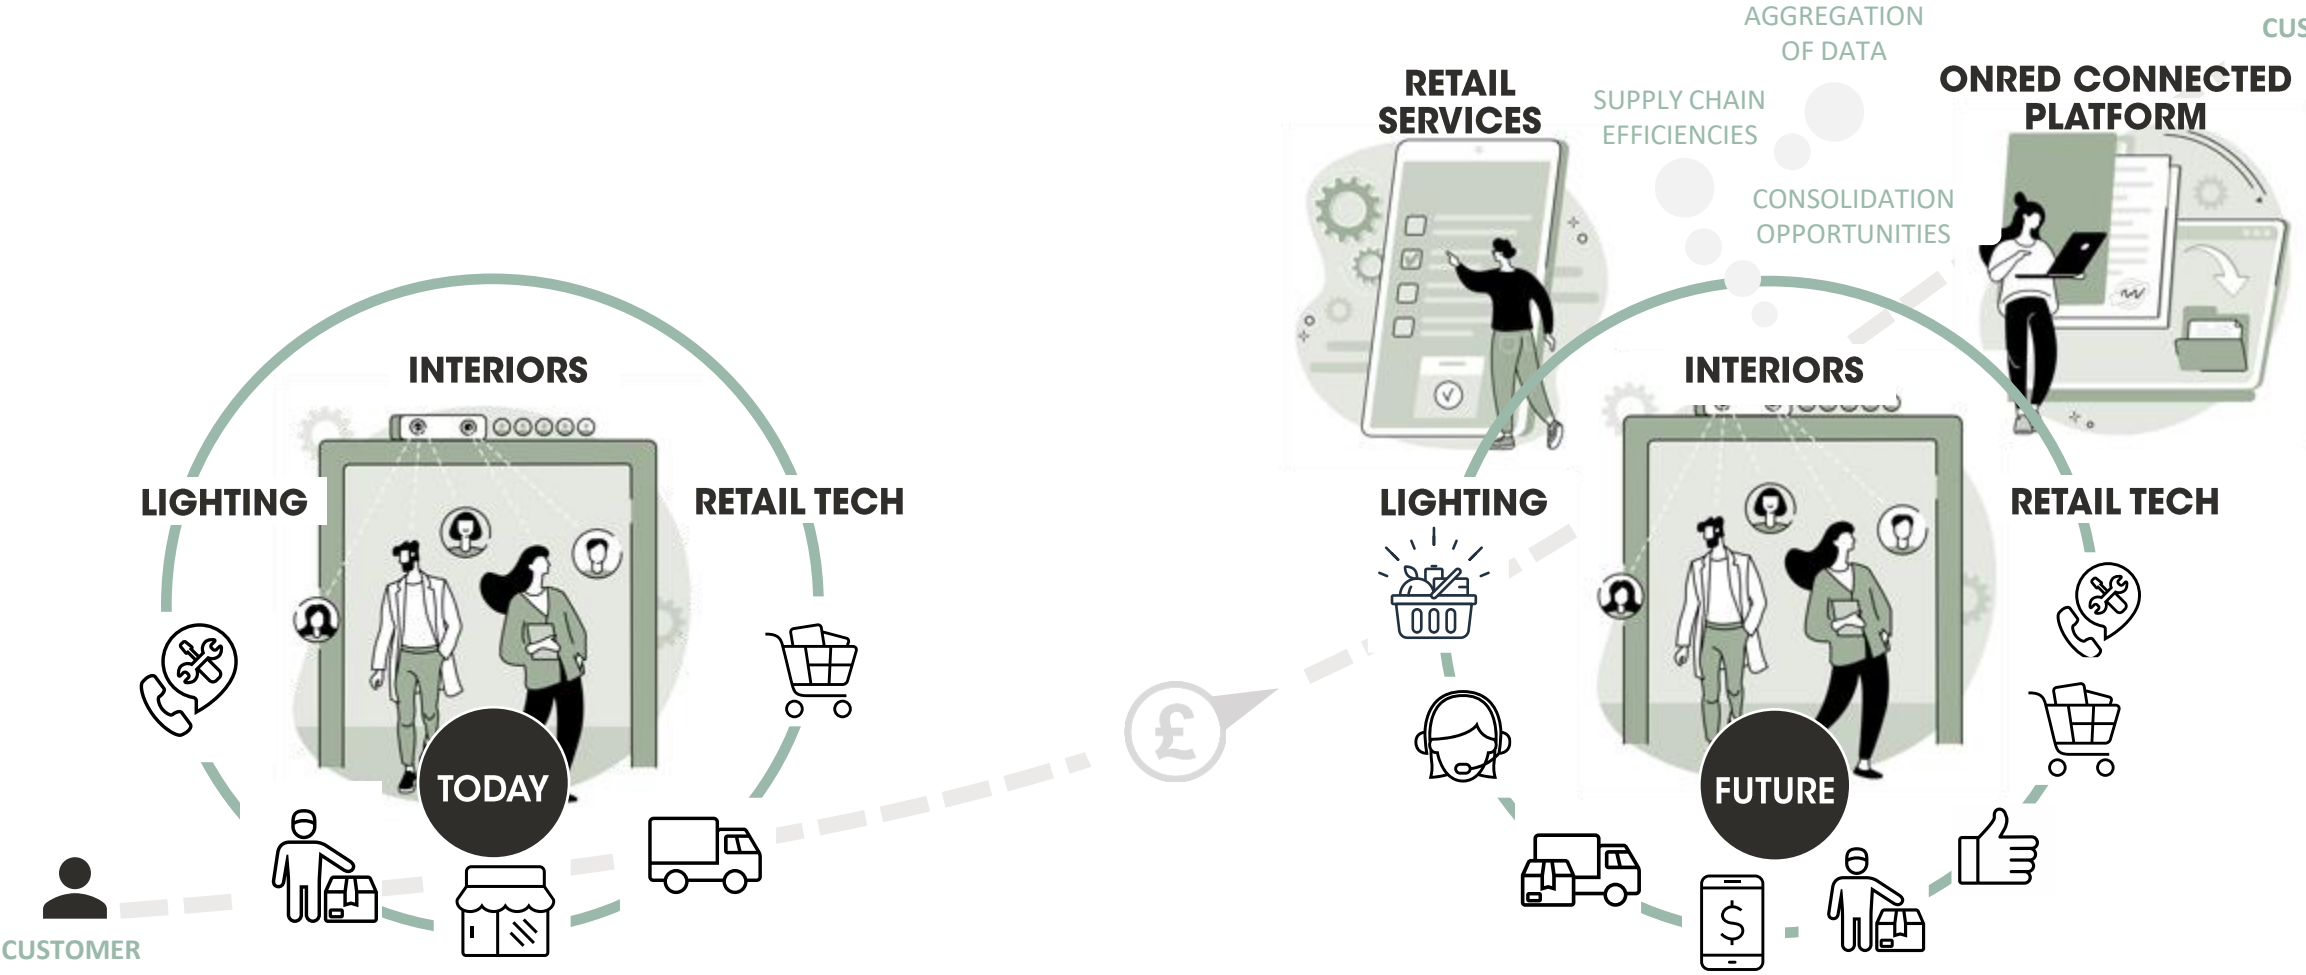 AGGREGATION
OF DATA
CUS
RETAIL
SERVICES
SUPPLY CHAIN
EFFICIENCIES
ONRED CONNECTED
PLATFORM
CONSOLIDATION
OPPORTUNITIES
INTERIORS
LIGHTING
RETAIL TECH
TODAY
CUSTOMER
£
INTERIORS
LIGHTING
RETAIL TECH
FUTURE
$